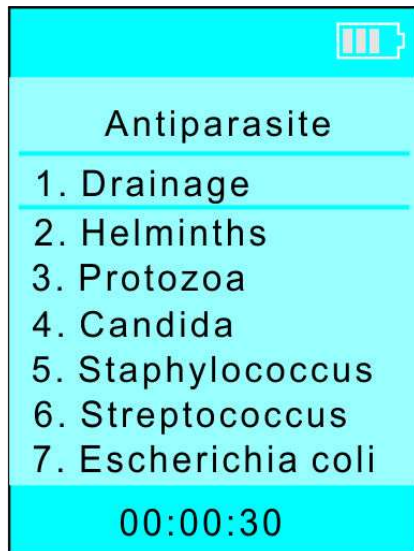 Antiparasite
1. Drainage
2. Helminths
3. Protozoa
4. Candida
5. Staphylococcus
6. Streptococcus
7. Escherichia coli
00:00:30